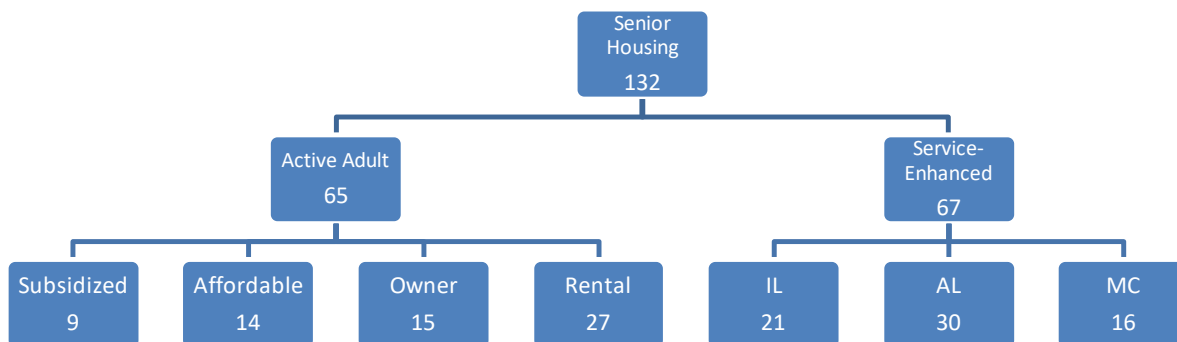 Senior
Housing
132
Active Adult
65
Service-
Enhanced
67
Subsidized
9
Affordable
14
Owner
15
Rental
27
IL
21
AL
30
MC
16